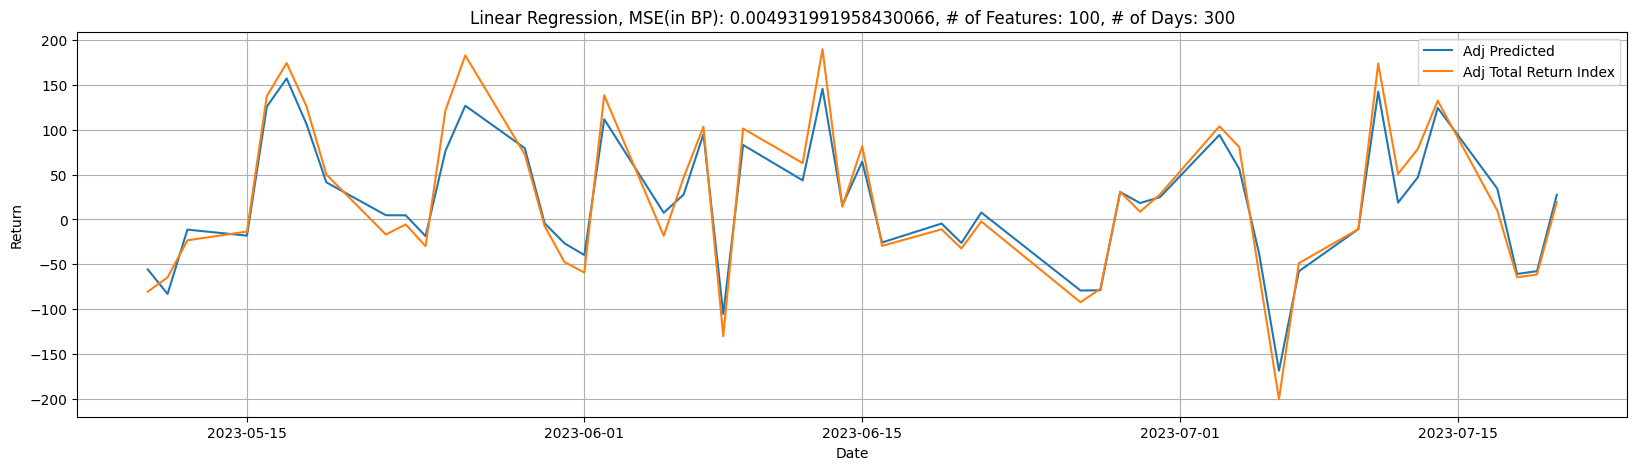 Linear Regression, MSE(in BP): 0.004931991958430066, # of Features: 100, # of Days: 300
Adj Predicted
Adj Total Return Index
Return
200
150
100
50
0
−50
−100
−150
−200
2023-05-15
2023-06-01
2023-06-15
2023-07-01
2023-07-15
Date